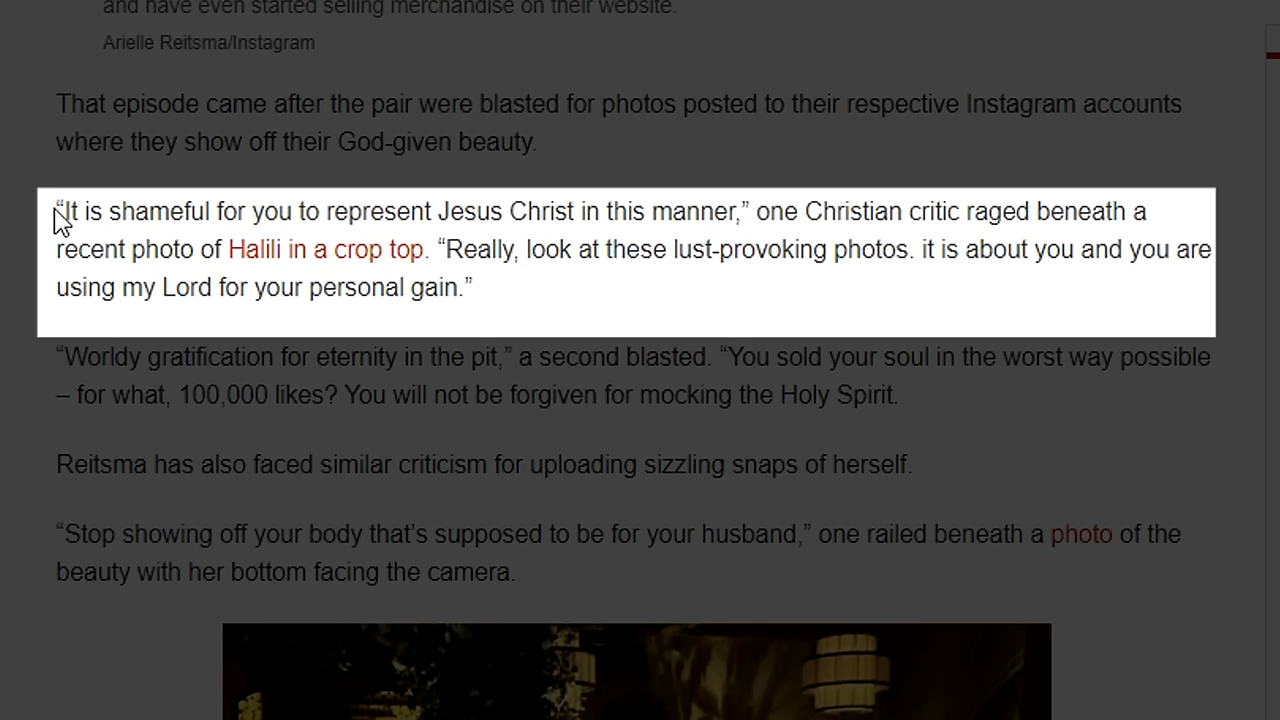 and have even started selling merchandise on their website.
Arielle Reitsma/Instagram
That episode came after the pair were blasted for photos posted to their respective Instagram accounts
where they show off their God-given beauty.
“It is shameful for you to represent Jesus Christ in this manner,” one Christian critic raged beneath a
recent photo of Halili in a crop top. “Really, look at these lust-provoking photos. it is about you and you are
using my Lord for your personal gain.”
“Worldy gratification for eternity in the pit,” a second blasted. “You sold your soul in the worst way possible
– for what, 100,000 likes? You will not be forgiven for mocking the Holy Spirit.
Reitsma has also faced similar criticism for uploading sizzling snaps of herself.
“Stop showing off your body that’s supposed to be for your husband,” one railed beneath a photo of the
beauty with her bottom facing the camera.